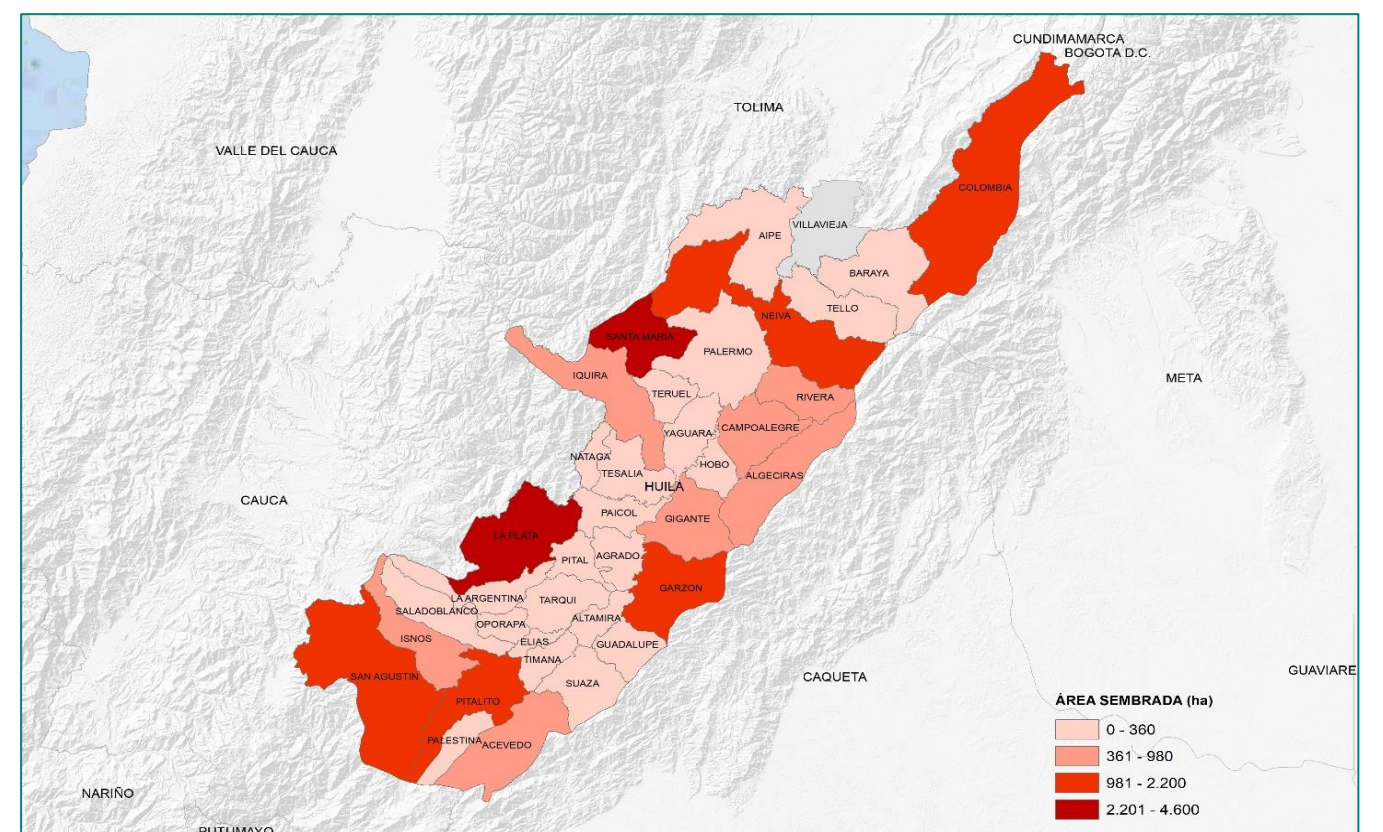 CUNDIMAMARCA
BOGOTA D.C.
TOLIMA
VALLE DEL CAUCA
COLOMBIA
VILLAVIEJA
AIPE
BARAYA
TELLO
NEIVA
SANTA MARIA
PALERMO
META
IQUIRA
TERUEL
RIVERA
CAMPOALEGRE
YAGUARA
NATAGA
HOBO
TESALIA
ALGECIRAS
HUILA
CAUCA
PAICOL
GIGANTE
LA PLATA
AGRADO
PITAL
GARZON
LA ARGENTINA
TARQUI
SALADOBLANCO
ALTAMIRA
OPORAPA
ISNOS
ELIAS
GUADALUPE
TIMANA
GUAVIARE
SAN AGUSTIN
CAQUETA
SUAZA
PITALITO
ÁREA SEMBRADA (ha)
0 - 360
PALESTINA
ACEVEDO
361 - 980
981 - 2.200
NARIÑO
2.201 - 4.600
PUTUMAYO